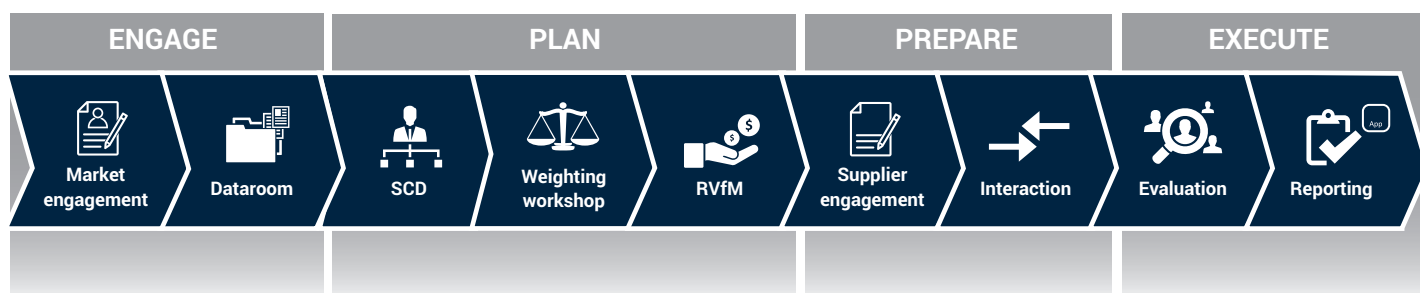 ENGAGE
PLAN
PREPARE
EXECUTE
Market
engagement
Dataroom
SCD
Weighting
workshop
$
$
RVfM
Supplier
engagement
Interaction
Evaluation
App
Reporting